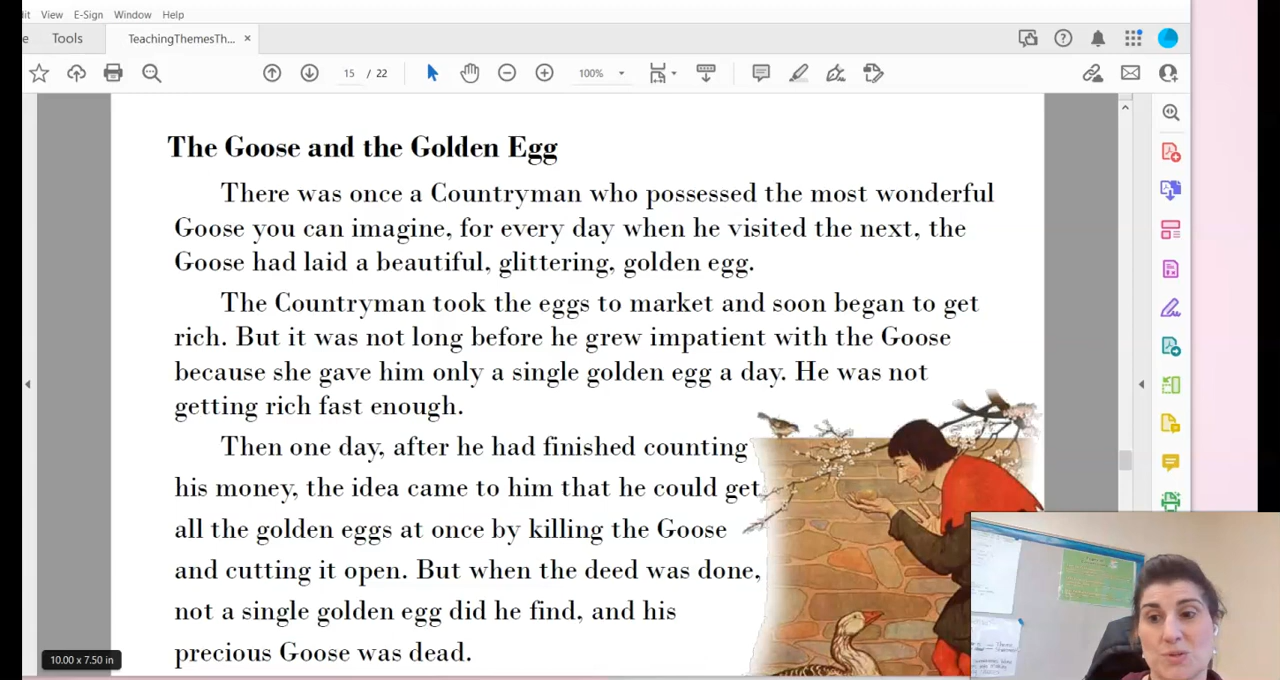 it View E-Sign Window Help
e Tools TeachingThemesTh... ×
15 / 22 100%
The Goose and the Golden Egg
There was once a Countryman who possessed the most wonderful
Goose you can imagine, for every day when he visited the next, the
Goose had laid a beautiful, glittering, golden egg.
The Countryman took the eggs to market and soon began to get
rich. But it was not long before he grew impatient with the Goose
because she gave him only a single golden egg a day. He was not
getting rich fast enough.
Then one day, after he had finished counting
his money, the idea came to him that he could get
all the golden eggs at once by killing the Goose
and cutting it open. But when the deed was done,
not a single golden egg did he find, and his
precious Goose was dead.
10.00 x 7.50 in